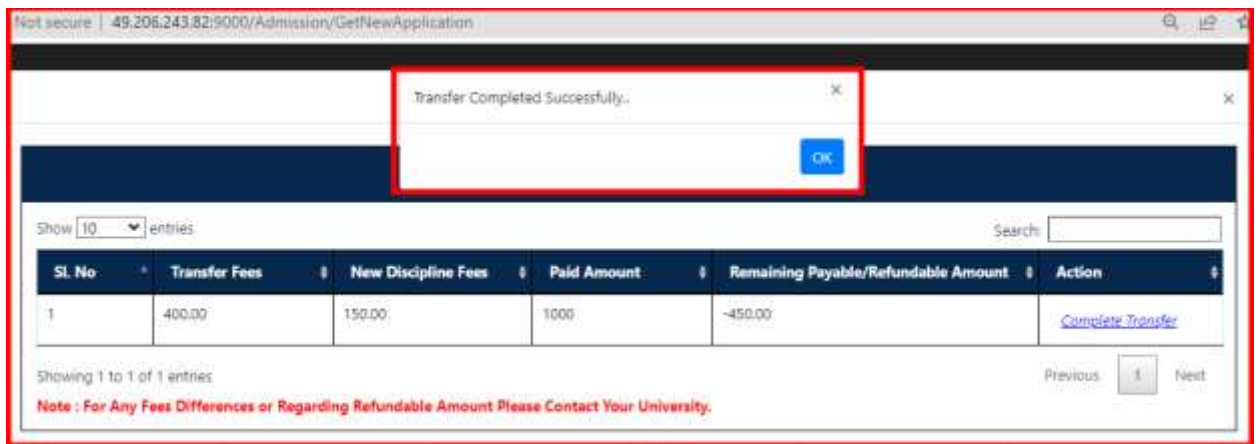 Not secure | 49.206.243.82:9000/Admission/GetNewApplication
Transfer Completed Successfully.. ×
×
OK
Show 10 entries Search:
Sl. No Transfer Fees New Discipline Fees Paid Amount Remaining Payable/Refundable Amount Action
1 400.00 150.00 1000 -450.00 Complete Transfer
Showing 1 to 1 of 1 entries Previous 1 Next
Note : For Any Fees Differences or Regarding Refundable Amount Please Contact Your University.